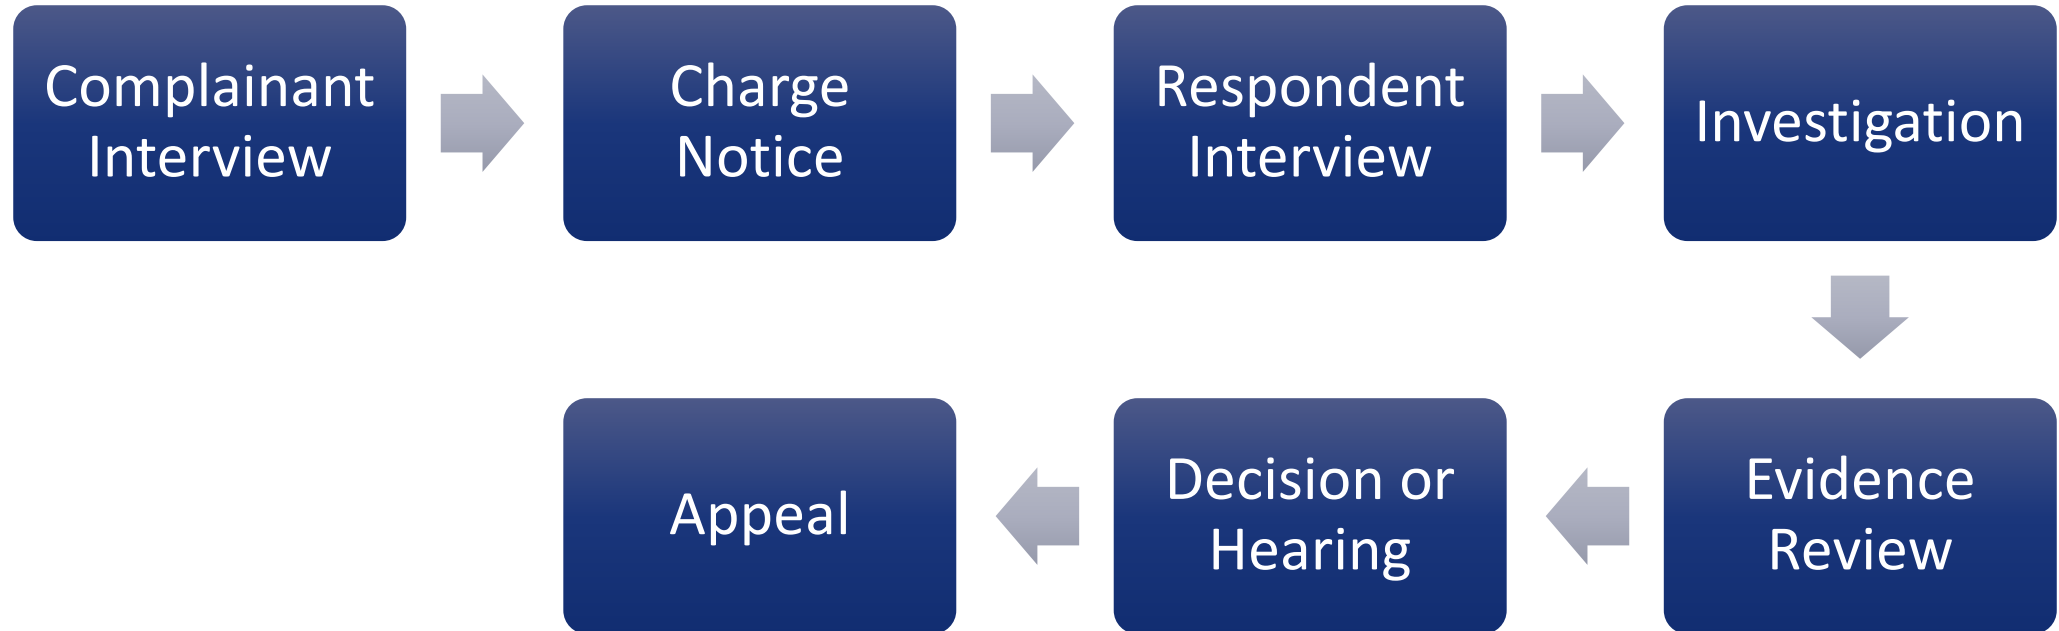 Complainant
Interview
Charge
Notice
Respondent
Interview
Investigation
Evidence
Review
Decision or
Hearing
Appeal